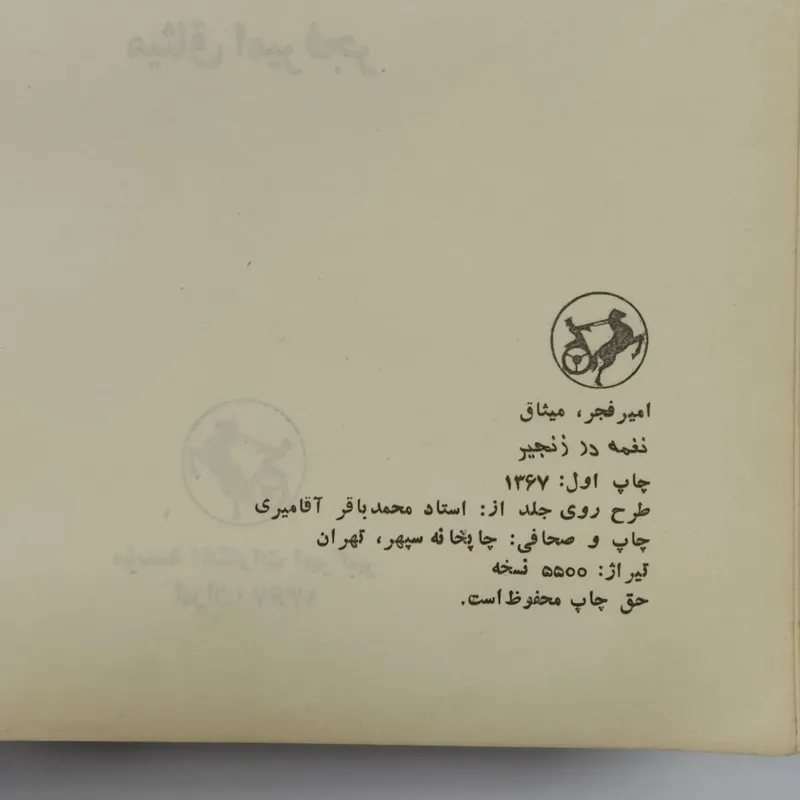 امیرفجر، میثاق
نغمه در زنجیر
چاپ اول: ۱۳۶۷
طرح روی جلد از: استاد محمدباقر آقامیری
چاپ و صحافی: چاپخانه سپهر، تهران
تیراژ: ۵۵۰۰ نسخه
حق چاپ محفوظ است.